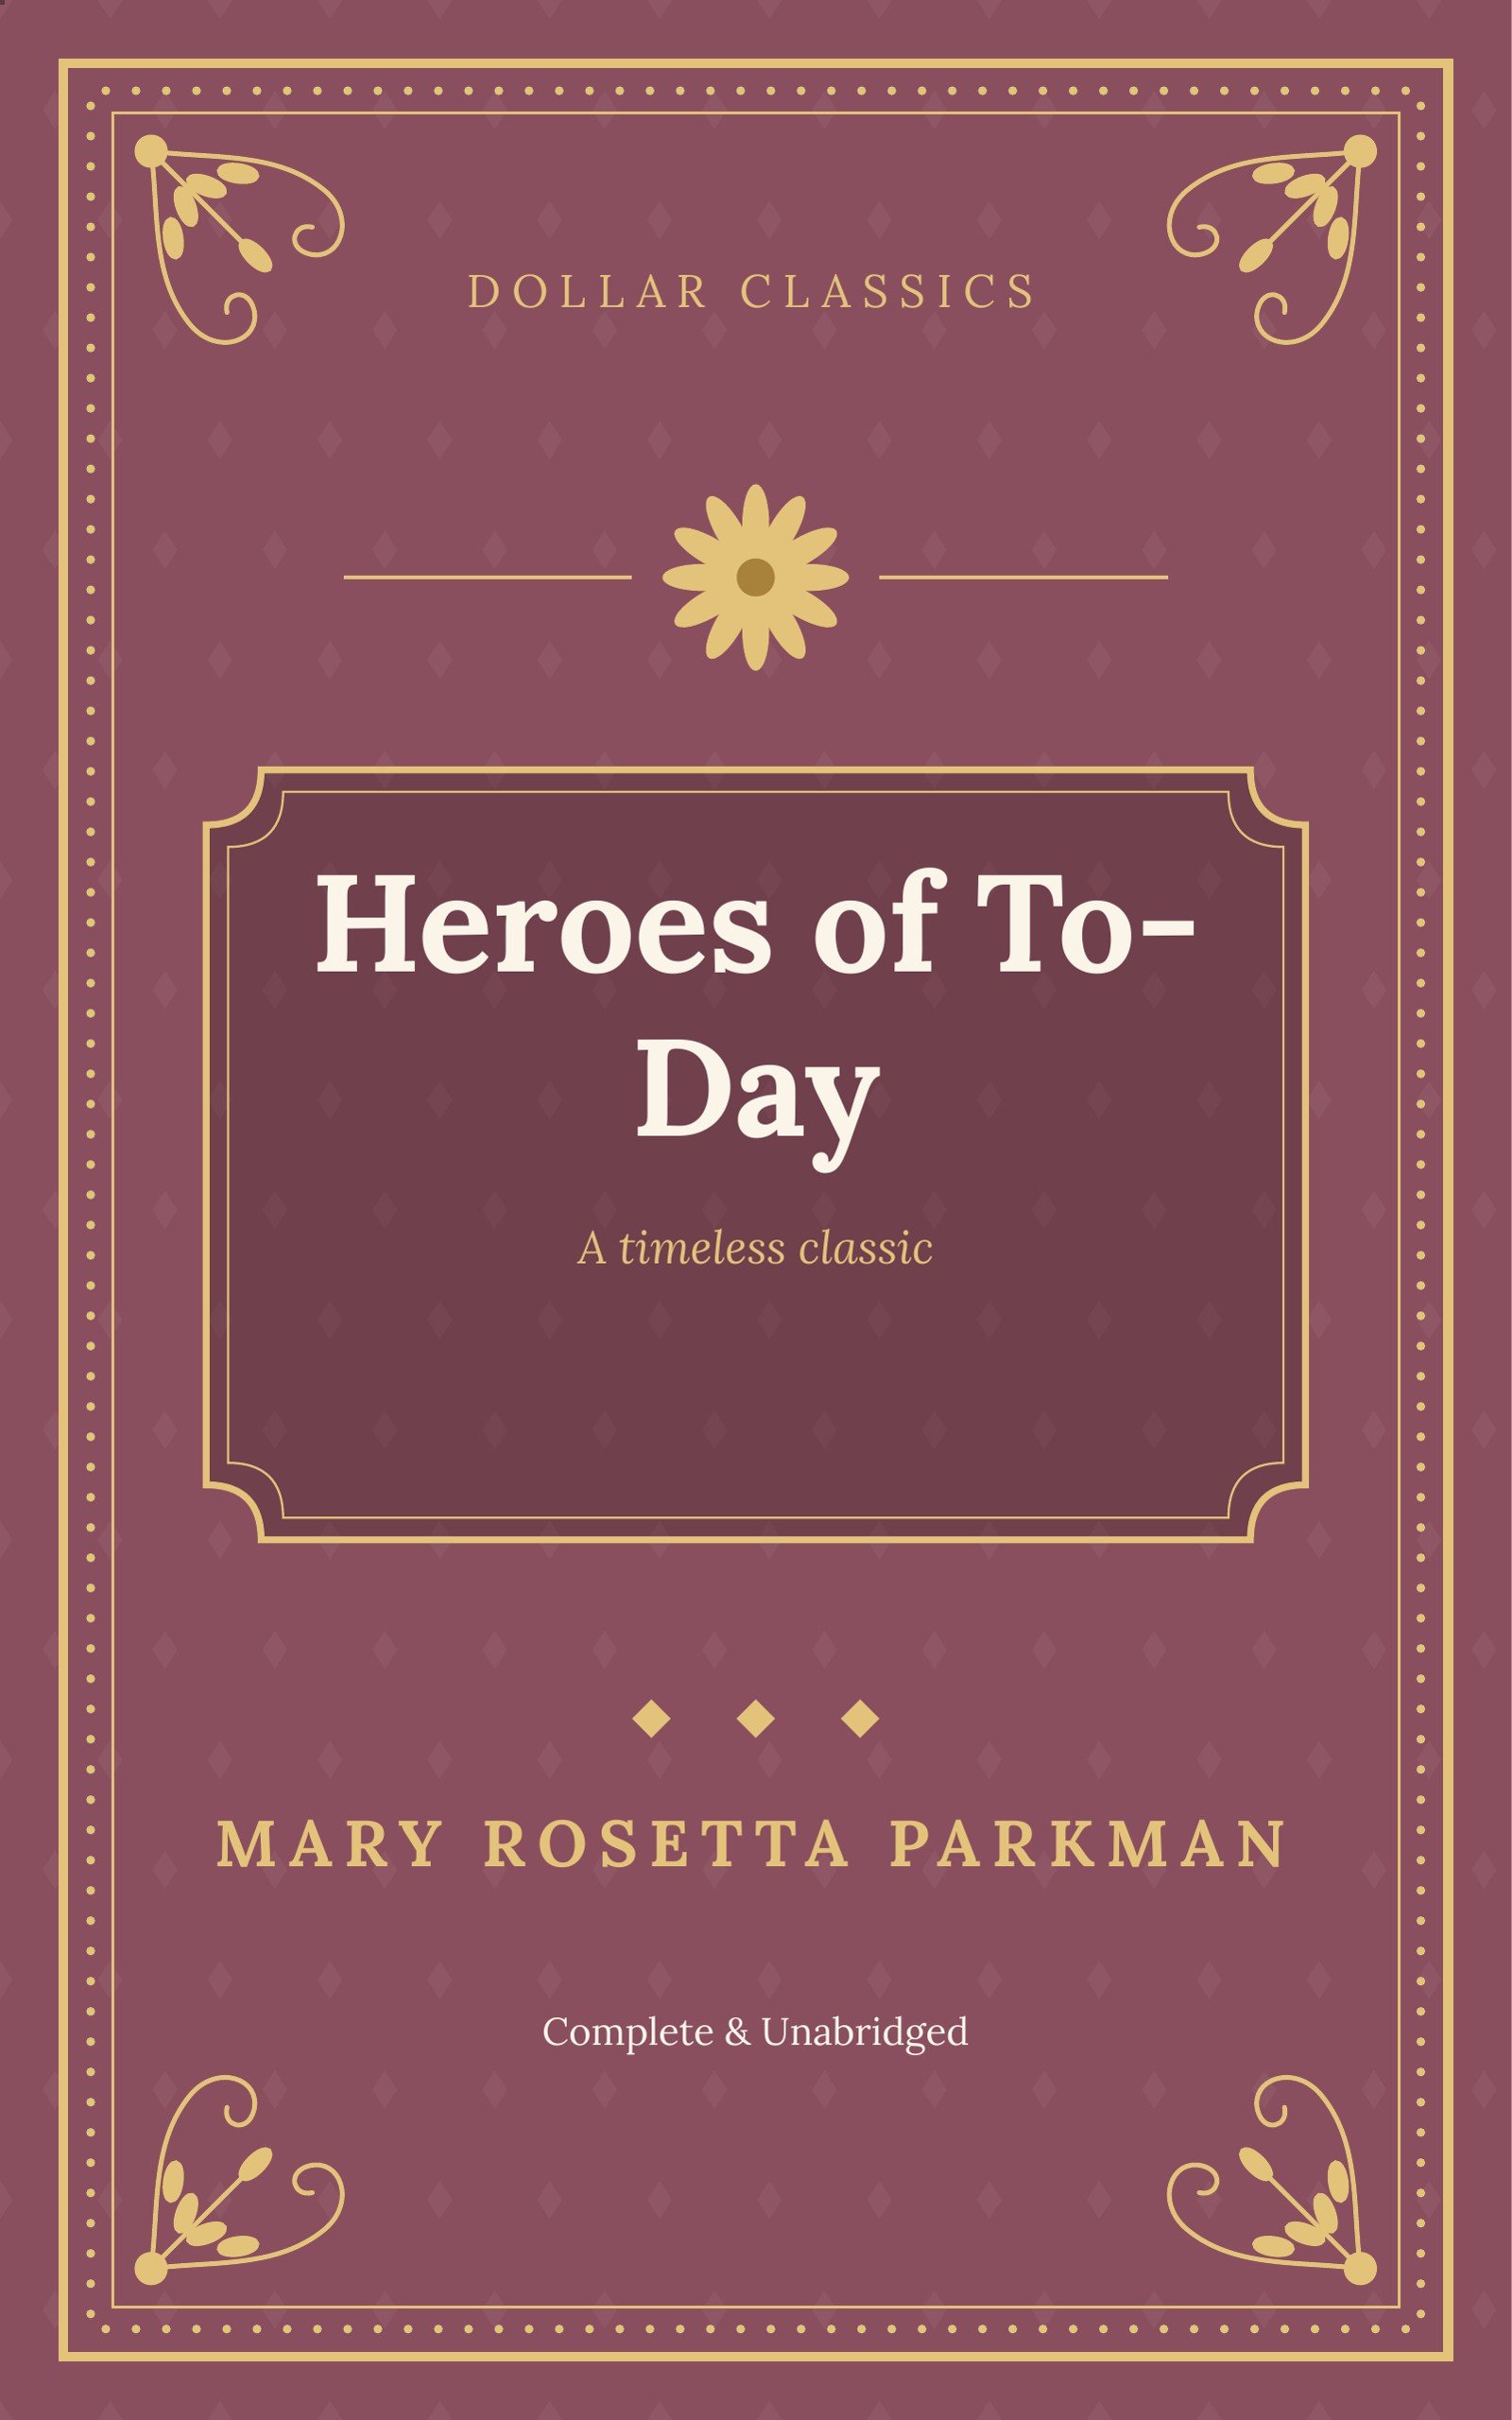 DOLLAR CLASSICS
Heroes of To-
Day
A timeless classic
MARY ROSETTA PARKMAN
Complete & Unabridged